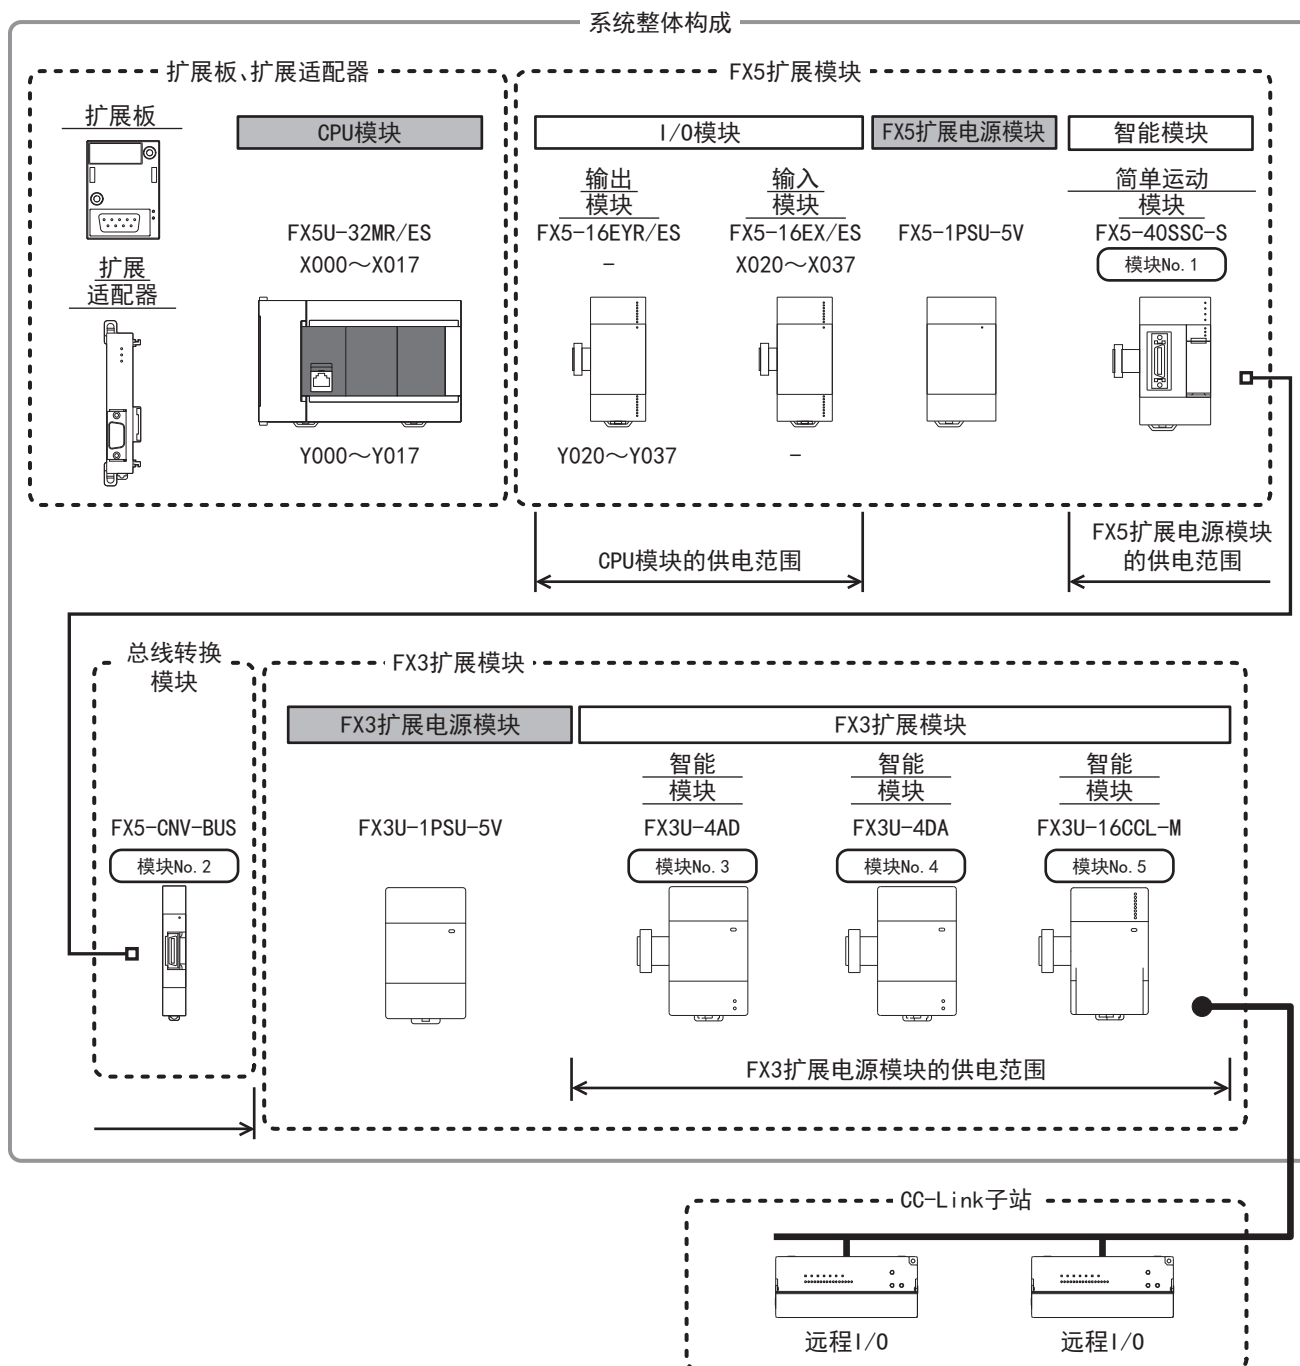 系统整体构成
扩展板、扩展适配器
FX5扩展模块
扩展板
CPU模块
I/O模块
FX5扩展电源模块
智能模块
输出
模块
输入
模块
简单运动
模块
FX5U-32MR/ES
FX5-16EYR/ES
FX5-16EX/ES
FX5-1PSU-5V
FX5-40SSC-S
X000～X017
-
X020～X037
模块No.1
扩展
适配器
Y000～Y017
Y020～Y037
-
CPU模块的供电范围
FX5扩展电源模块
的供电范围
总线转换
模块
FX3扩展模块
FX3扩展电源模块
FX3扩展模块
智能
模块
智能
模块
智能
模块
FX5-CNV-BUS
FX3U-1PSU-5V
FX3U-4AD
FX3U-4DA
FX3U-16CCL-M
模块No.2
模块No.3
模块No.4
模块No.5
FX3扩展电源模块的供电范围
CC-Link子站
远程I/O
远程I/O